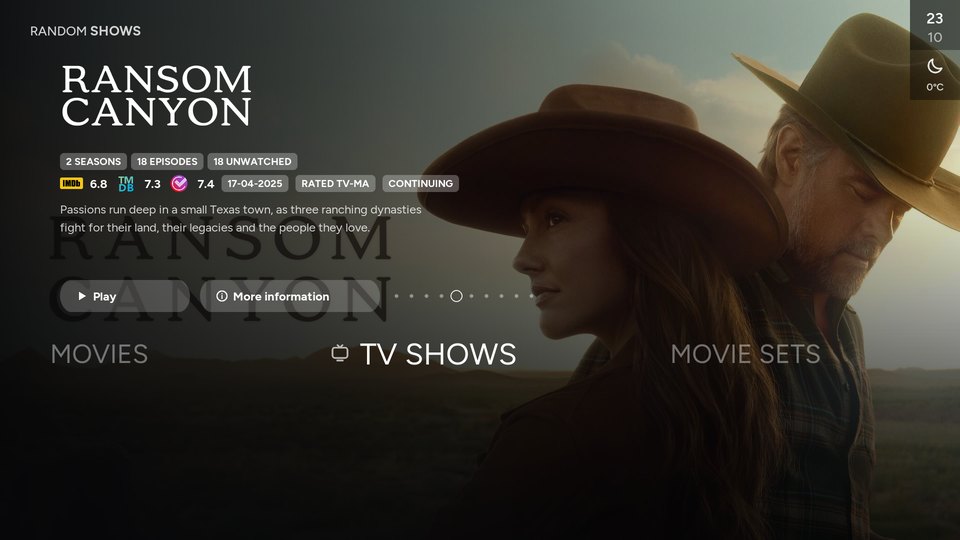 RANDOM SHOWS
23
10
0°C
RANSOM
CANYON
2 SEASONS 18 EPISODES 18 UNWATCHED
IMDb 6.8 TMDB 7.3 7.4 17-04-2025 RATED TV-MA CONTINUING
Passions run deep in a small Texas town, as three ranching dynasties
fight for their land, their legacies and the people they love.
RANSOM
CANYON
Play More information
MOVIES TV SHOWS MOVIE SETS